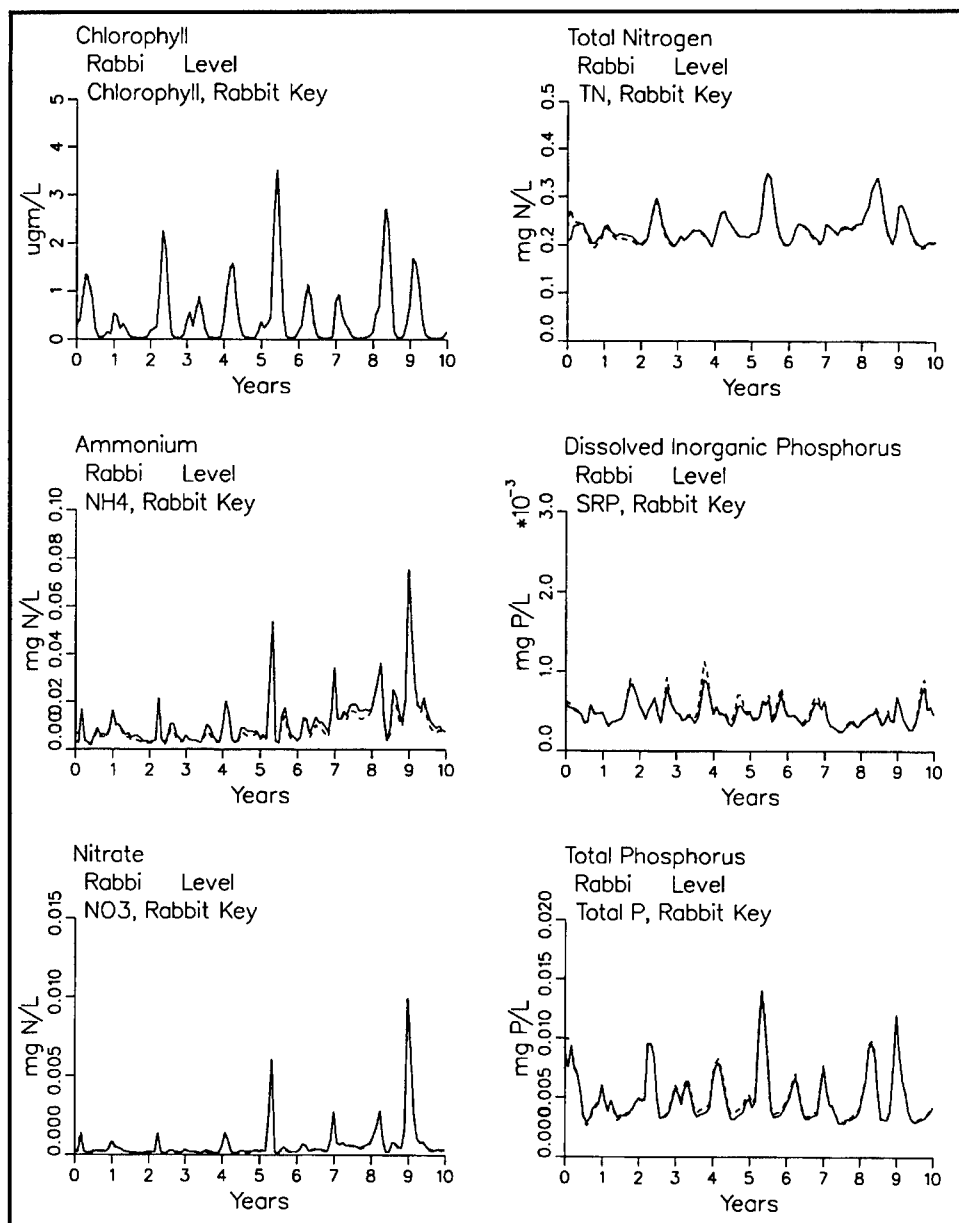 Chlorophyll
Rabbi Level
Chlorophyll, Rabbit Key
ugm/L
5
4
3
2
1
0
0 1 2 3 4 5 6 7 8 9 10
Years
Total Nitrogen
Rabbi Level
TN, Rabbit Key
mg N/L
0.5
0.4
0.3
0.2
0.1
0.0
0 1 2 3 4 5 6 7 8 9 10
Years
Ammonium
Rabbi Level
NH4, Rabbit Key
mg N/L
0.10
0.08
0.06
0.04
0.02
0.00
0 1 2 3 4 5 6 7 8 9 10
Years
Dissolved Inorganic Phosphorus
Rabbi Level
SRP, Rabbit Key
*10⁻³
mg P/L
3.0
2.0
1.0
0.0
0 1 2 3 4 5 6 7 8 9 10
Years
Nitrate
Rabbi Level
NO3, Rabbit Key
mg N/L
0.015
0.010
0.005
0.000
0 1 2 3 4 5 6 7 8 9 10
Years
Total Phosphorus
Rabbi Level
Total P, Rabbit Key
mg P/L
0.020
0.015
0.010
0.005
0.000
0 1 2 3 4 5 6 7 8 9 10
Years